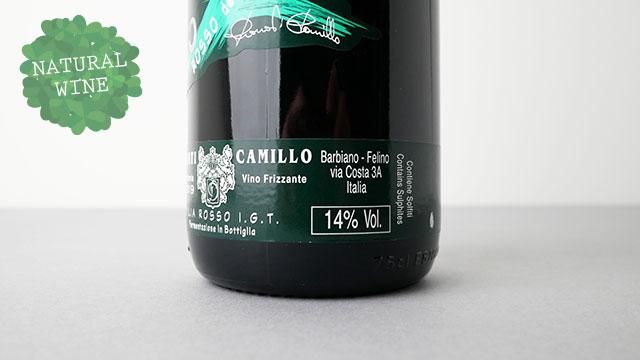 NATURAL
WINE
ROSSO
CAMILLO
Vino Frizzante
ROSSO I.G.T.
Fermentazione in Bottiglia
Barbiano - Felino
via Costa 3A
Italia
14% Vol.
Contiene Solfiti
Contains Sulphites